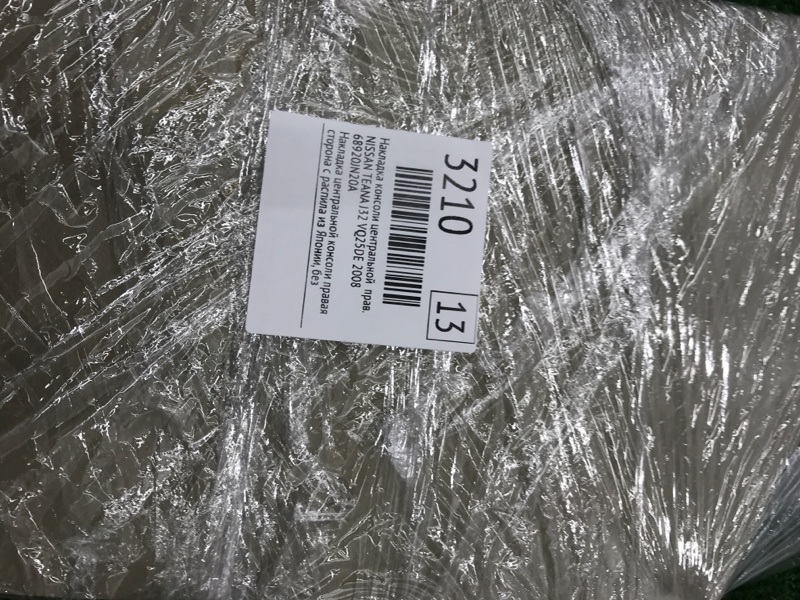 3210 13
Накладка консоли центральной прав.
NISSAN TEANA J32 VQ25DE 2008
68920JN20A
Накладка центральной консоли правая
сторона с распила из Японии, без